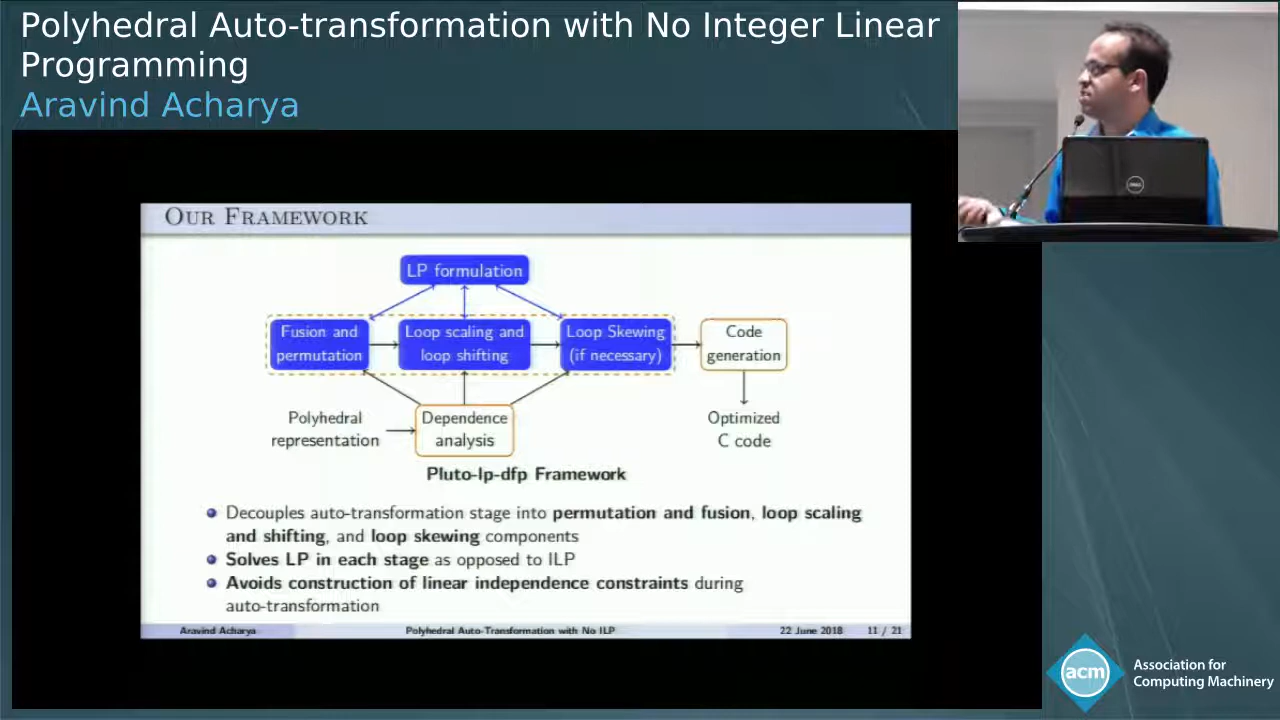 Polyhedral Auto-transformation with No Integer Linear
Programming
Aravind Acharya
OUR FRAMEWORK
LP formulation
Fusion and
permutation
Loop scaling and
loop shifting
Loop Skewing
(if necessary)
Code
generation
Polyhedral
representation
Dependence
analysis
Optimized
C code
Pluto-lp-dfp Framework
Decouples auto-transformation stage into permutation and fusion, loop scaling
and shifting, and loop skewing components
Solves LP in each stage as opposed to ILP
Avoids construction of linear independence constraints during
auto-transformation
Aravind Acharya
Polyhedral Auto-Transformation with No ILP
22 June 2018
11 / 21
DELL
acm
Association for
Computing Machinery